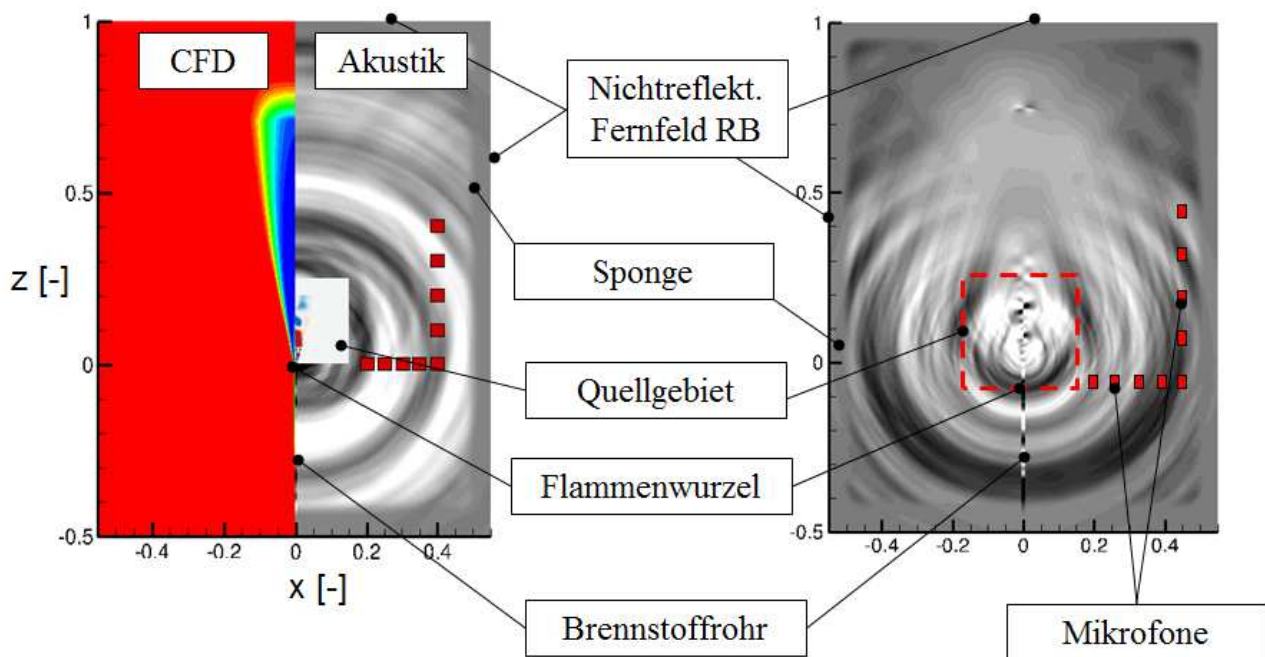 CFD
Akustik
Nichtreflekt.
Fernfeld RB
Sponge
Quellgebiet
Flammenwurzel
Brennstoffrohr
Mikrofone
1
0.5
z [-]
0
-0.5
-0.4
-0.2
0
0.2
0.4
x [-]
1
0.5
0
-0.5
-0.4
-0.2
0
0.2
0.4